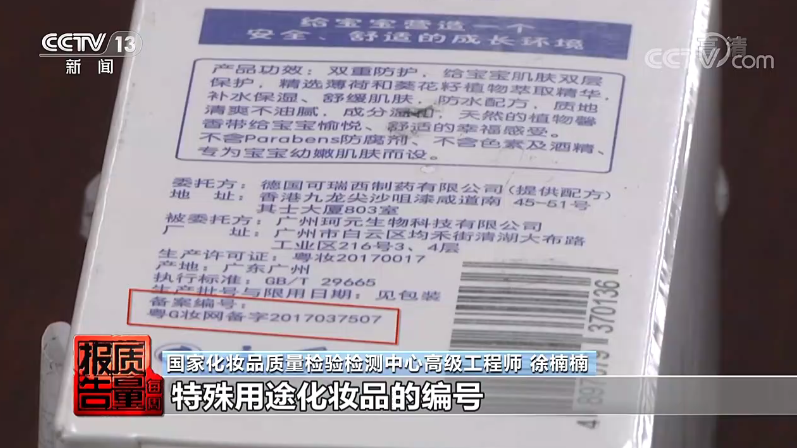 CCTV 13
新闻
高清
CCTV.com
给宝宝营造一个
安全、舒适的成长环境
产品功效：双重防护，给宝宝肌肤双层
保护，精选薄荷和葵花籽植物萃取精华，
补水保湿、舒缓肌肤，防水配方，质地
清爽不油腻，成分温和，天然的植物馨
香带给宝宝愉悦、舒适的幸福感受。
不含Parabens防腐剂、不含色素及酒精、
专为宝宝幼嫩肌肤而设。
委托方：德国可瑞西制药有限公司(提供配方)
地 址：香港九龙尖沙咀漆咸道南 45-51号
其士大厦803室
被委托方：广州珂元生物科技有限公司
厂 址：广州市白云区均禾街清湖大布路
工业区216号3、4层
生产许可证：粤妆20170017
产地：广东广州
执行标准：GB/T 29665
生产批号与限用日期：见包装
备案编号：
粤G妆网备字2017037507
370136
质量报告
国家化妆品质量检验检测中心高级工程师 徐楠楠
特殊用途化妆品的编号